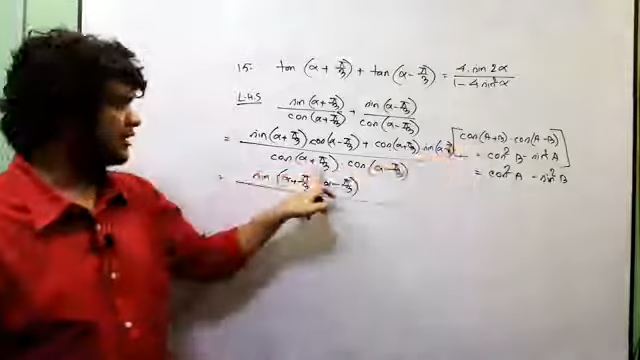 15. tan (α + π/3) + tan (α - π/3) = 4 sin 2α / 1 - 4 sin²α
L.H.S sin(α + π/3) / cos(α + π/3) + sin(α - π/3) / cos(α - π/3)
= sin(α + π/3) cos(α - π/3) + cos(α + π/3) · sin(α - / cos(α + π/3) · cos(α - π/3)
= sin (α + π/3 α - π/3)
[cos(A+B) · cos(A-B)
= cos² B - sin² A
= cos² A - sin² B]